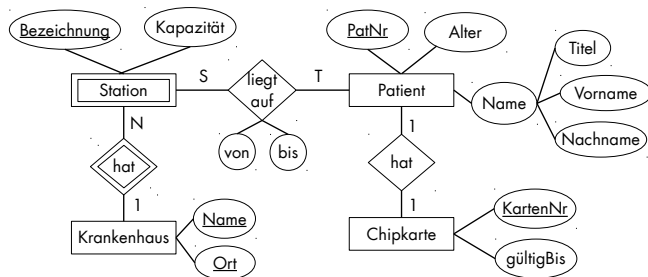 Bezeichnung
Kapazität
PatNr
Alter
Titel
Station
S
liegt
auf
T
Patient
Name
Vorname
N
von
bis
1
Nachname
hat
hat
1
Name
1
KartenNr
Krankenhaus
Chipkarte
Ort
gültigBis